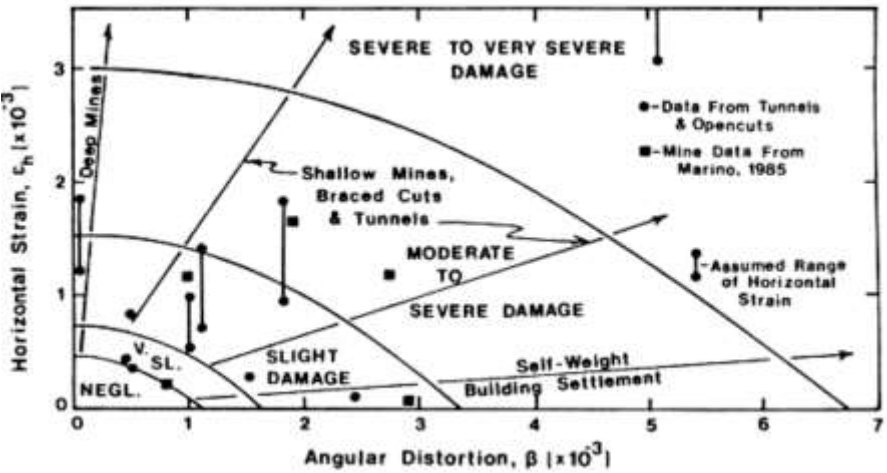 SEVERE TO VERY SEVERE
DAMAGE
●-Data From Tunnels
& Opencuts
■-Mine Data From
Marino, 1985
Deep Mines
Shallow Mines,
Braced Cuts
& Tunnels
MODERATE
TO
SEVERE DAMAGE
-Assumed Range
of Horizontal
Strain
V.
SL.
SLIGHT
DAMAGE
NEGL.
Self-Weight
Building Settlement
Horizontal Strain, εh |x10⁻³|
3
2
1
0
0 1 2 3 4 5 6 7
Angular Distortion, β |x10⁻³|